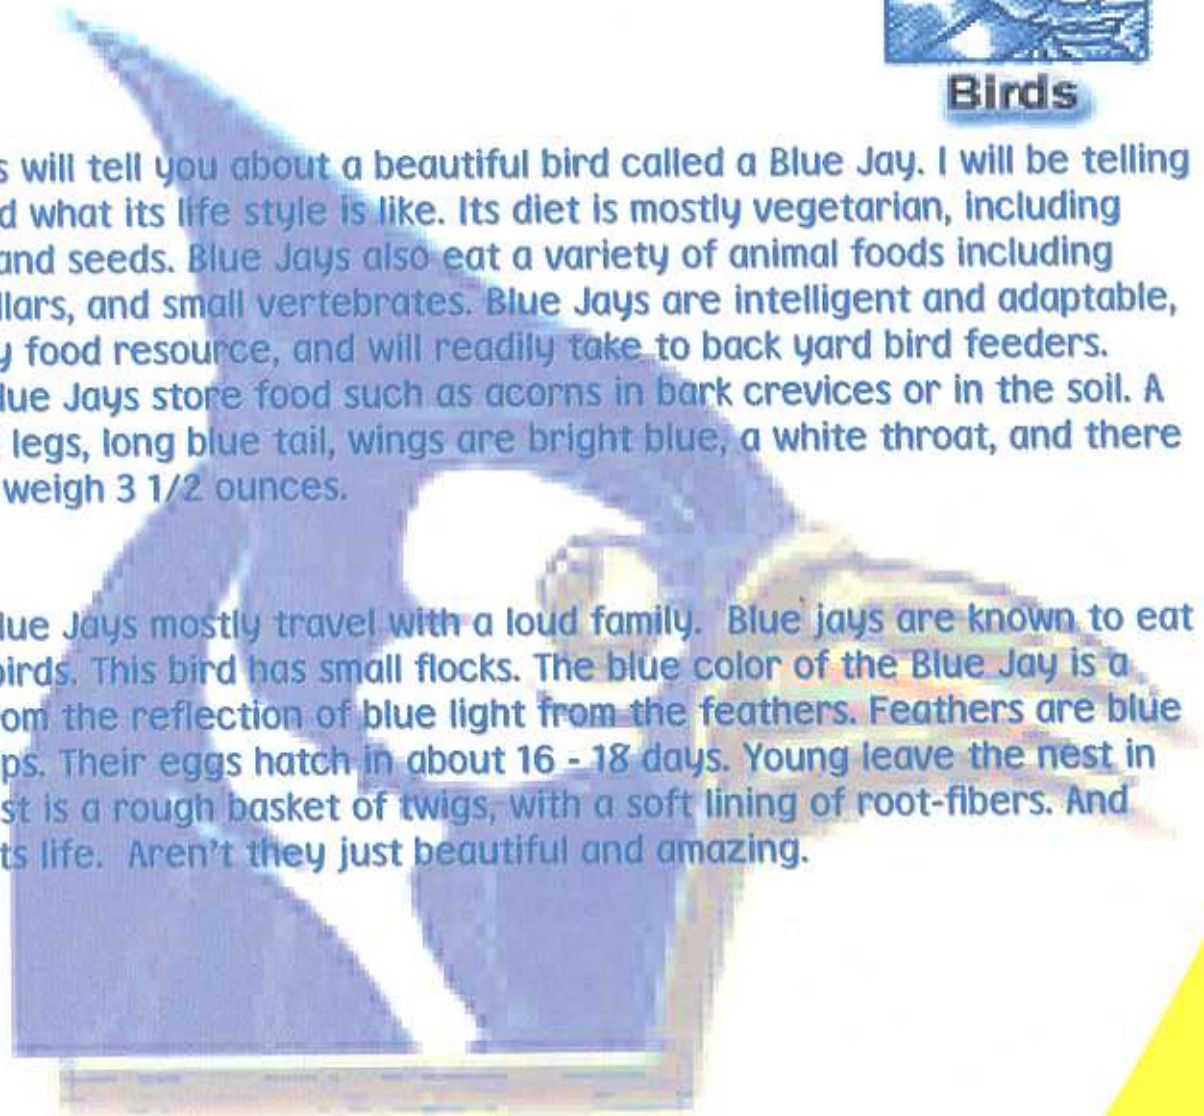 Birds
s will tell you about a beautiful bird called a Blue Jay. I will be telling
d what its life style is like. Its diet is mostly vegetarian, including
and seeds. Blue Jays also eat a variety of animal foods including
llars, and small vertebrates. Blue Jays are intelligent and adaptable,
y food resource, and will readily take to back yard bird feeders.
lue Jays store food such as acorns in bark crevices or in the soil. A
legs, long blue tail, wings are bright blue, a white throat, and there
weigh 3 1/2 ounces.
lue Jays mostly travel with a loud family. Blue jays are known to eat
birds. This bird has small flocks. The blue color of the Blue Jay is a
om the reflection of blue light from the feathers. Feathers are blue
ps. Their eggs hatch in about 16 - 18 days. Young leave the nest in
st is a rough basket of twigs, with a soft lining of root-fibers. And
ts life. Aren't they just beautiful and amazing.